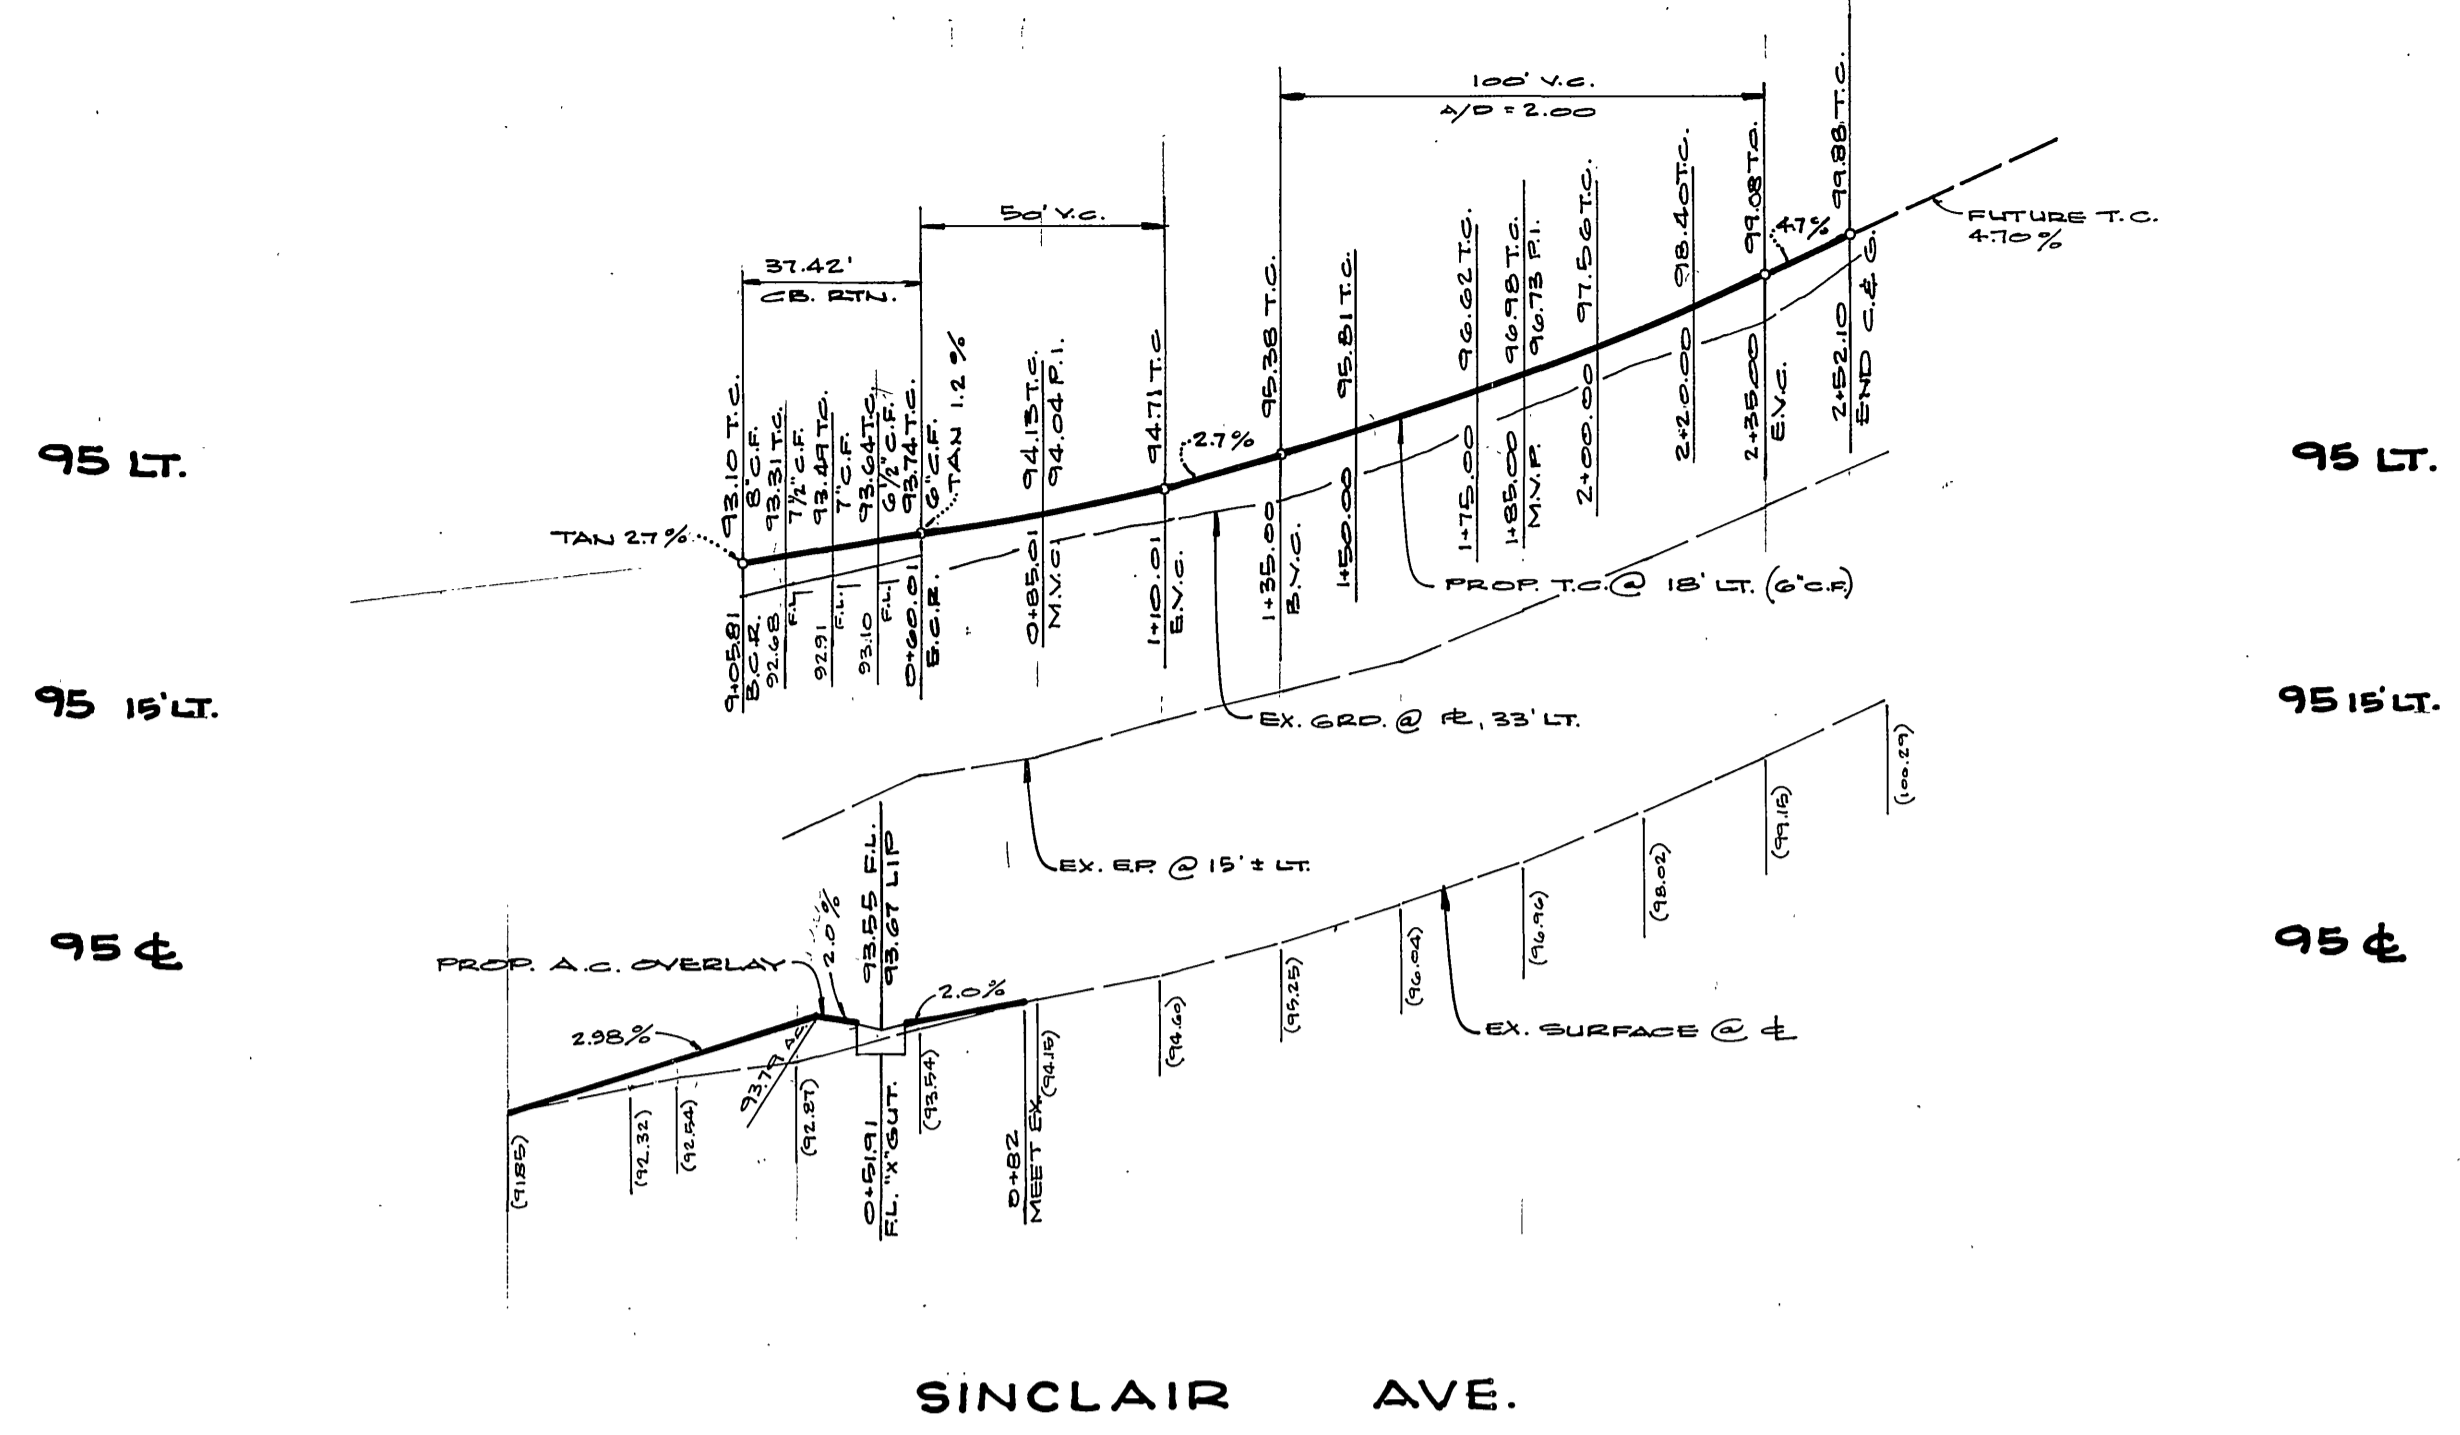 100' V.C.
A/D = 2.00
50' V.C.
37.42'
CB. RTN.
TAN 2.7%
93.10 T.C.
8" C.F.
93.31 T.C.
7 1/2" C.F.
93.49 T.C.
7" C.F.
93.64 T.C.
6 1/2" C.F.
93.74 T.C.
6" C.F.
TAN 1.2%
94.13 T.C.
94.04 P.I.
94.71 T.C
2.7%
95.38 T.C.
95.81 T.C.
96.62 T.C.
96.98 T.C.
96.73 P.I.
97.56 T.C.
98.40 T.C.
99.08 T.C.
4.7%
99.88 T.C.
FUTURE T.C.
4.70%
95 LT.
95 LT.
9+05.81
B.C.R.
92.68
F.L.
92.91
F.L.
93.10
F.L.
0+60.01
E.C.R.
0+85.01
M.V.C.
1+10.01
E.V.C.
1+35.00
B.V.C.
1+50.00
1+75.00
1+85.00
M.V.P.
2+00.00
2+20.00
2+35.00
E.V.C.
2+52.10
END C.& G.
PROP. T.C. @ 18' LT. (6" C.F.)
95 15' LT.
95 15' LT.
EX. GRD. @ ⅊, 33' LT.
EX. E.P. @ 15' ± LT.
95 ℄
95 ℄
PROP. A.C. OVERLAY
2.0%
93.55 F.L.
93.67 LIP
2.0%
2.98%
93.79 A.C.
(91.85)
(92.32)
(92.54)
(92.87)
0+51.91
F.L. "X" GUT.
(93.54)
0+82
MEET EX.
(94.15)
(94.60)
(95.25)
(96.04)
(96.96)
(98.02)
(99.15)
(100.29)
EX. SURFACE @ ℄
SINCLAIR AVE.